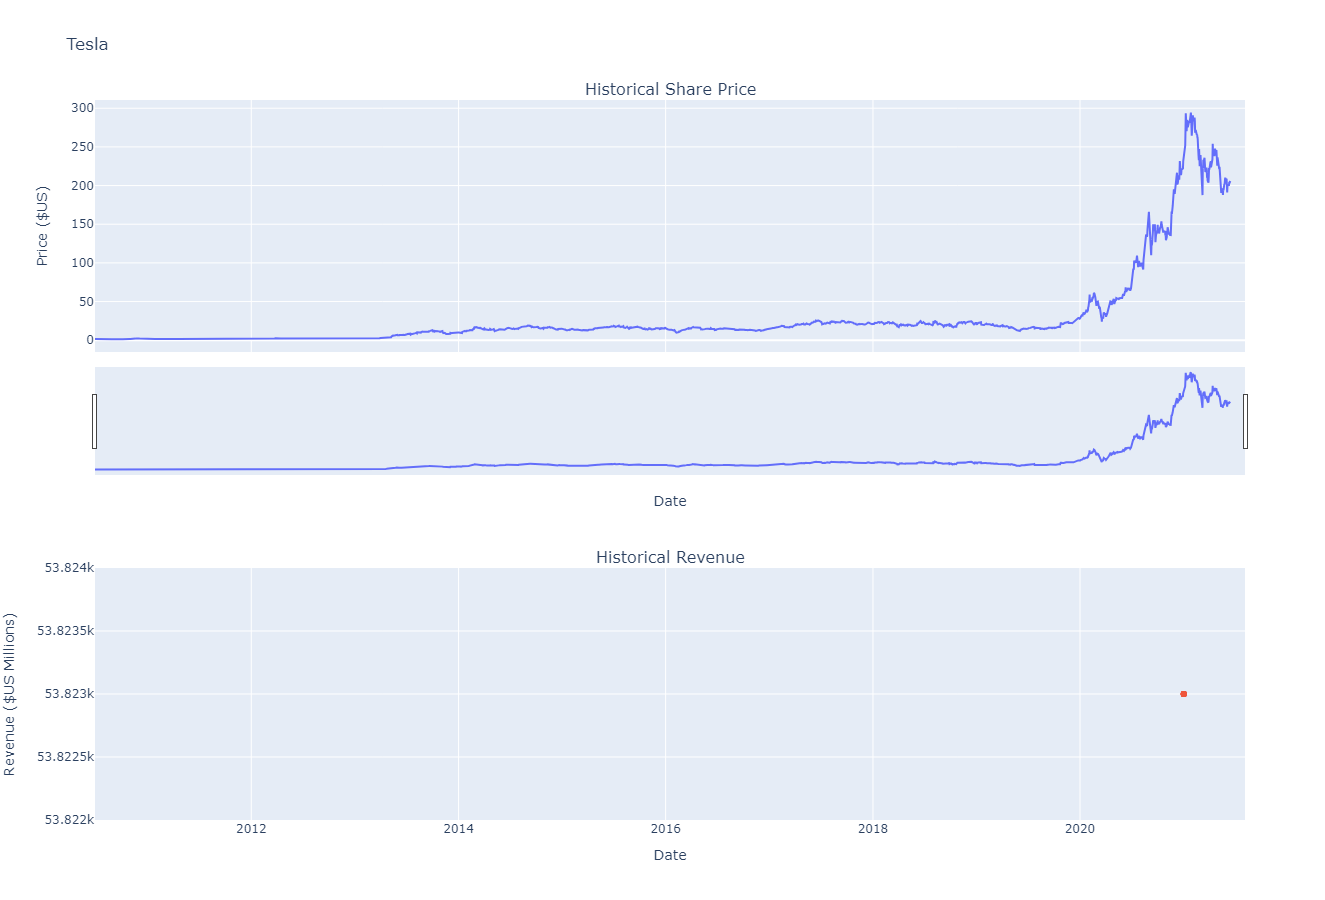 Tesla
Historical Share Price
Price ($US)
300
250
200
150
100
50
0
Date
Historical Revenue
Revenue ($US Millions)
53.824k
53.8235k
53.823k
53.8225k
53.822k
2012 2014 2016 2018 2020
Date